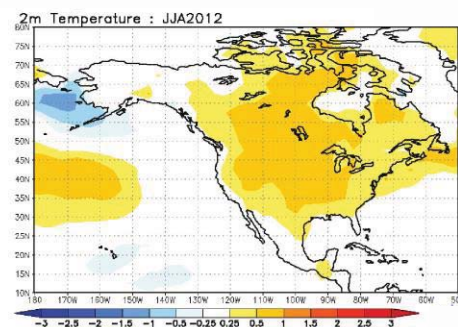 2m Temperature : JJA2012
80N
75N
70N
65N
60N
55N
50N
45N
40N
35N
30N
25N
20N
15N
10N
180 170W 160W 150W 140W 130W 120W 110W 100W 90W 80W 70W 60W 50W
-3 -2.5 -2 -1.5 -1 -0.5 -0.25 0.25 0.5 1 1.5 2 2.5 3